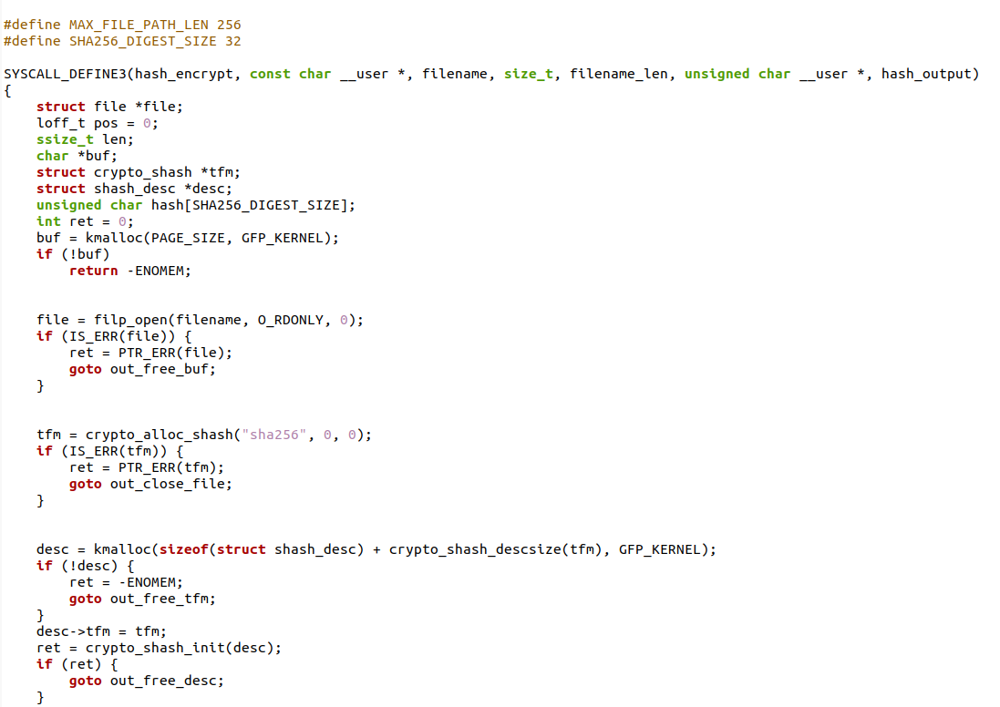 #define MAX_FILE_PATH_LEN 256
#define SHA256_DIGEST_SIZE 32
SYSCALL_DEFINE3(hash_encrypt, const char __user *, filename, size_t, filename_len, unsigned char __user *, hash_output)
{
    struct file *file;
    loff_t pos = 0;
    ssize_t len;
    char *buf;
    struct crypto_shash *tfm;
    struct shash_desc *desc;
    unsigned char hash[SHA256_DIGEST_SIZE];
    int ret = 0;
    buf = kmalloc(PAGE_SIZE, GFP_KERNEL);
    if (!buf)
        return -ENOMEM;
    file = filp_open(filename, O_RDONLY, 0);
    if (IS_ERR(file)) {
        ret = PTR_ERR(file);
        goto out_free_buf;
    }
    tfm = crypto_alloc_shash("sha256", 0, 0);
    if (IS_ERR(tfm)) {
        ret = PTR_ERR(tfm);
        goto out_close_file;
    }
    desc = kmalloc(sizeof(struct shash_desc) + crypto_shash_descsize(tfm), GFP_KERNEL);
    if (!desc) {
        ret = -ENOMEM;
        goto out_free_tfm;
    }
    desc->tfm = tfm;
    ret = crypto_shash_init(desc);
    if (ret) {
        goto out_free_desc;
    }